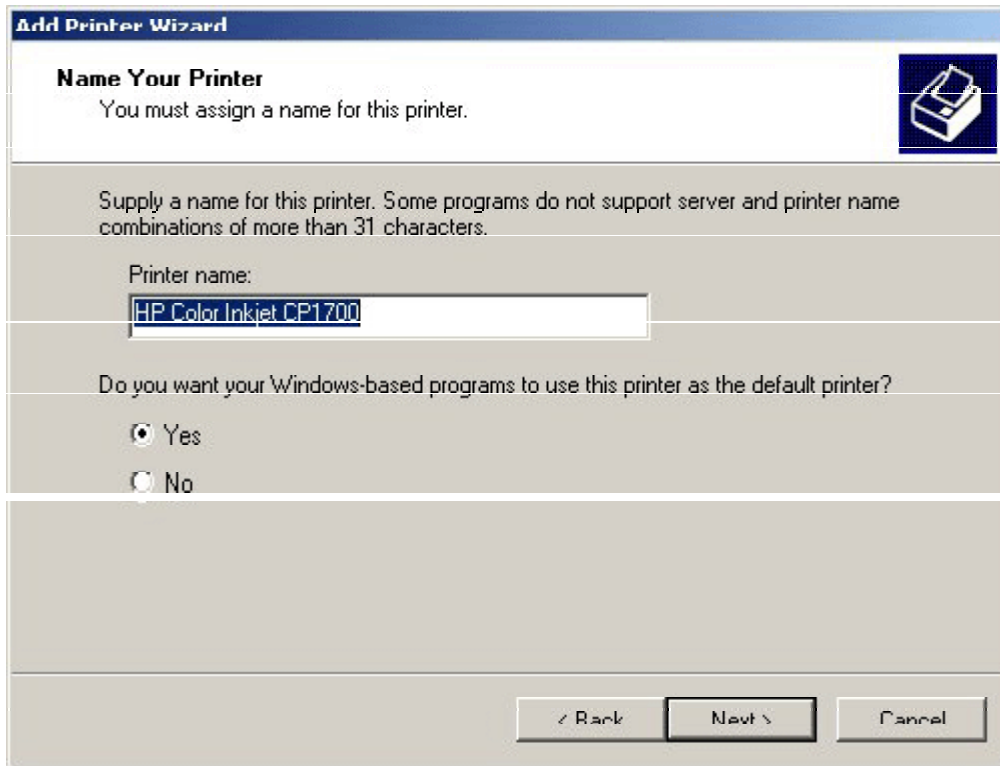 Add Printer Wizard
Name Your Printer
You must assign a name for this printer.
Supply a name for this printer. Some programs do not support server and printer name
combinations of more than 31 characters.
Printer name:
HP Color Inkjet CP1700
Do you want your Windows-based programs to use this printer as the default printer?
Yes
No
< Back Next > Cancel